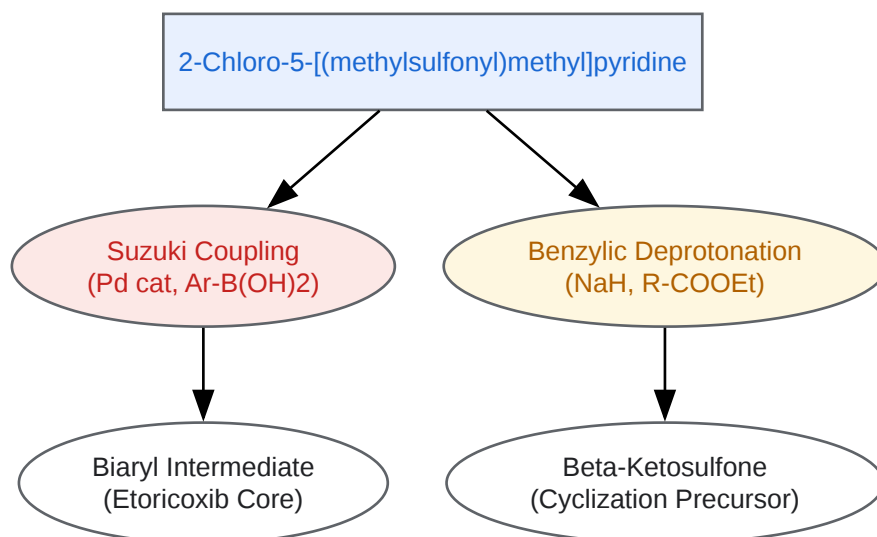 2-Chloro-5-[(methylsulfonyl)methyl]pyridine
Suzuki Coupling
(Pd cat, Ar-B(OH)2)
Benzylic Deprotonation
(NaH, R-COOEt)
Biaryl Intermediate
(Etoricoxib Core)
Beta-Ketosulfone
(Cyclization Precursor)